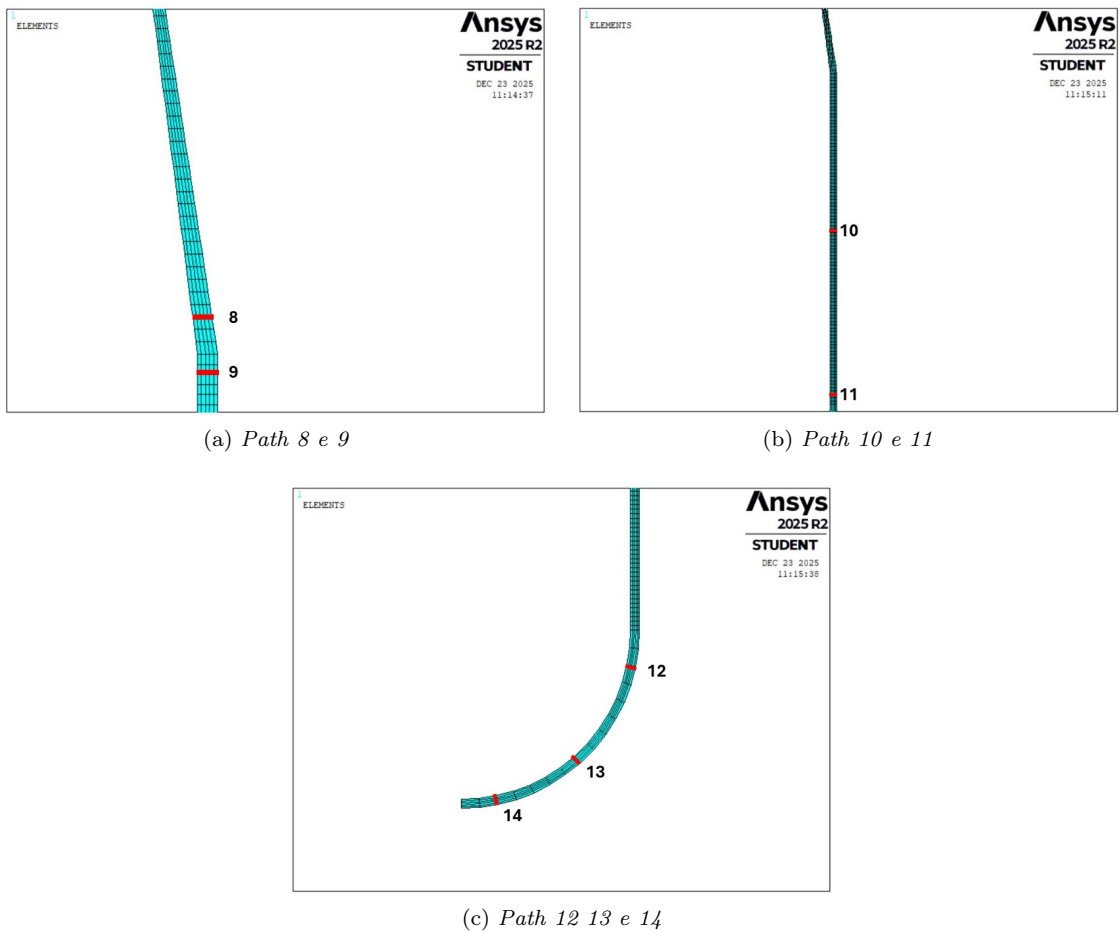 1
ELEMENTS
Ansys
2025 R2
STUDENT
DEC 23 2025
11:14:37
8
9
(a) Path 8 e 9
1
ELEMENTS
Ansys
2025 R2
STUDENT
DEC 23 2025
11:15:11
10
11
(b) Path 10 e 11
1
ELEMENTS
Ansys
2025 R2
STUDENT
DEC 23 2025
11:15:38
12
13
14
(c) Path 12 13 e 14